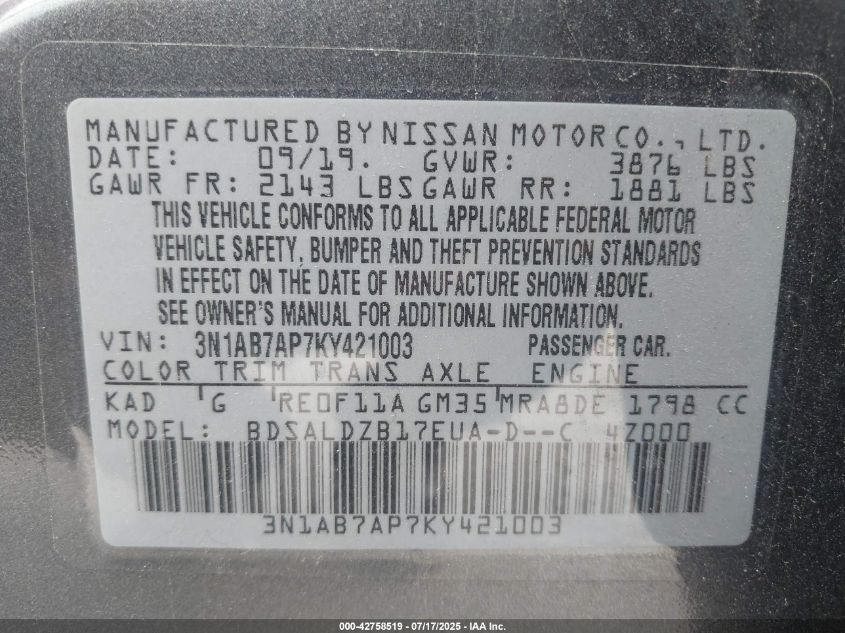 MANUFACTURED BY NISSAN MOTOR CO., LTD.
DATE: 09/19. GVWR: 3876 LBS
GAWR FR: 2143 LBS GAWR RR: 1881 LBS
THIS VEHICLE CONFORMS TO ALL APPLICABLE FEDERAL MOTOR
VEHICLE SAFETY, BUMPER AND THEFT PREVENTION STANDARDS
IN EFFECT ON THE DATE OF MANUFACTURE SHOWN ABOVE.
SEE OWNER'S MANUAL FOR ADDITIONAL INFORMATION.
VIN: 3N1AB7AP7KY421003 PASSENGER CAR.
COLOR TRIM TRANS AXLE ENGINE
KAD G RE0F11A GM35 MRA8DE 1798 CC
MODEL: BDSALDZB17EUA-D--C 4Z000
3N1AB7AP7KY421003
000-42758519 / 07/17/2025 - IAA Inc.